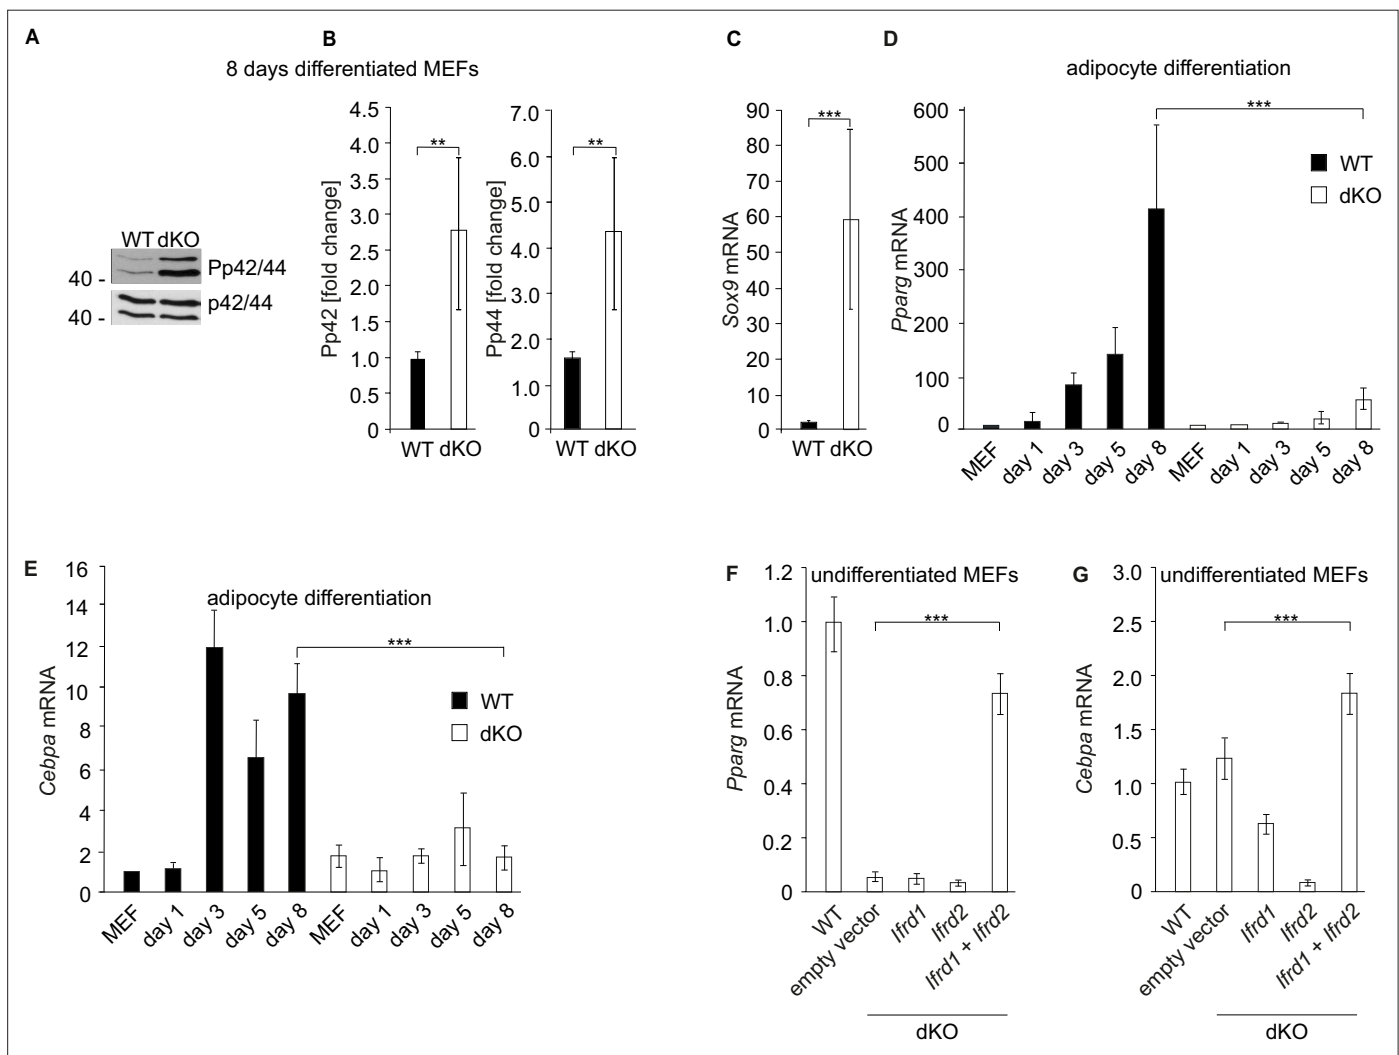 A
B
8 days differentiated MEFs
WT dKO
40 -
Pp42/44
40 -
p42/44
Pp42 [fold change]
4.5
4.0
3.5
3.0
2.5
2.0
1.5
1.0
0.5
0
**
WT dKO
Pp44 [fold change]
7.0
6.0
5.0
4.0
3.0
2.0
1.0
0
**
WT dKO
C
Sox9 mRNA
90
80
70
60
50
40
30
20
10
0
***
WT dKO
D
adipocyte differentiation
Pparg mRNA
600
500
400
300
200
100
0
***
WT
dKO
MEF
day 1
day 3
day 5
day 8
MEF
day 1
day 3
day 5
day 8
E
adipocyte differentiation
Cebpa mRNA
16
14
12
10
8
6
4
2
0
***
WT
dKO
MEF
day 1
day 3
day 5
day 8
MEF
day 1
day 3
day 5
day 8
F
undifferentiated MEFs
Pparg mRNA
1.2
1.0
0.8
0.6
0.4
0.2
0
***
WT
empty vector
Ifrd1
Ifrd2
Ifrd1 + Ifrd2
dKO
G
undifferentiated MEFs
Cebpa mRNA
3.0
2.5
2.0
1.5
1.0
0.5
0
***
WT
empty vector
Ifrd1
Ifrd2
Ifrd1 + Ifrd2
dKO